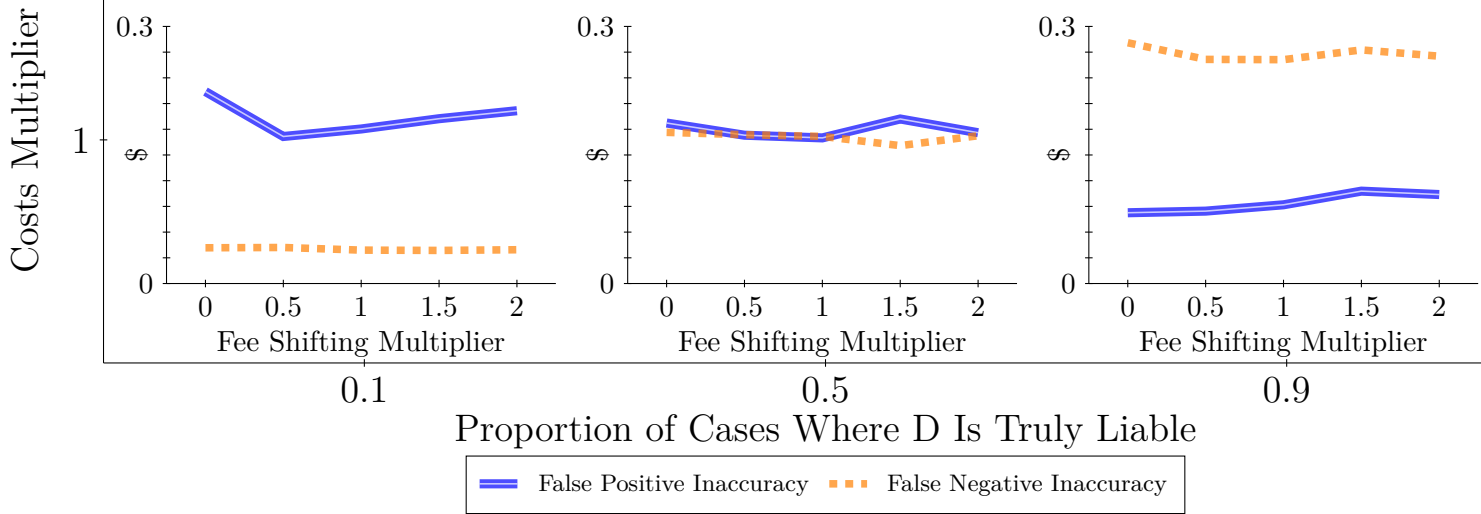 Costs Multiplier
1
0.3
$
0
0 0.5 1 1.5 2
Fee Shifting Multiplier
0.3
$
0
0 0.5 1 1.5 2
Fee Shifting Multiplier
0.3
$
0
0 0.5 1 1.5 2
Fee Shifting Multiplier
0.1 0.5 0.9
Proportion of Cases Where D Is Truly Liable
False Positive Inaccuracy False Negative Inaccuracy